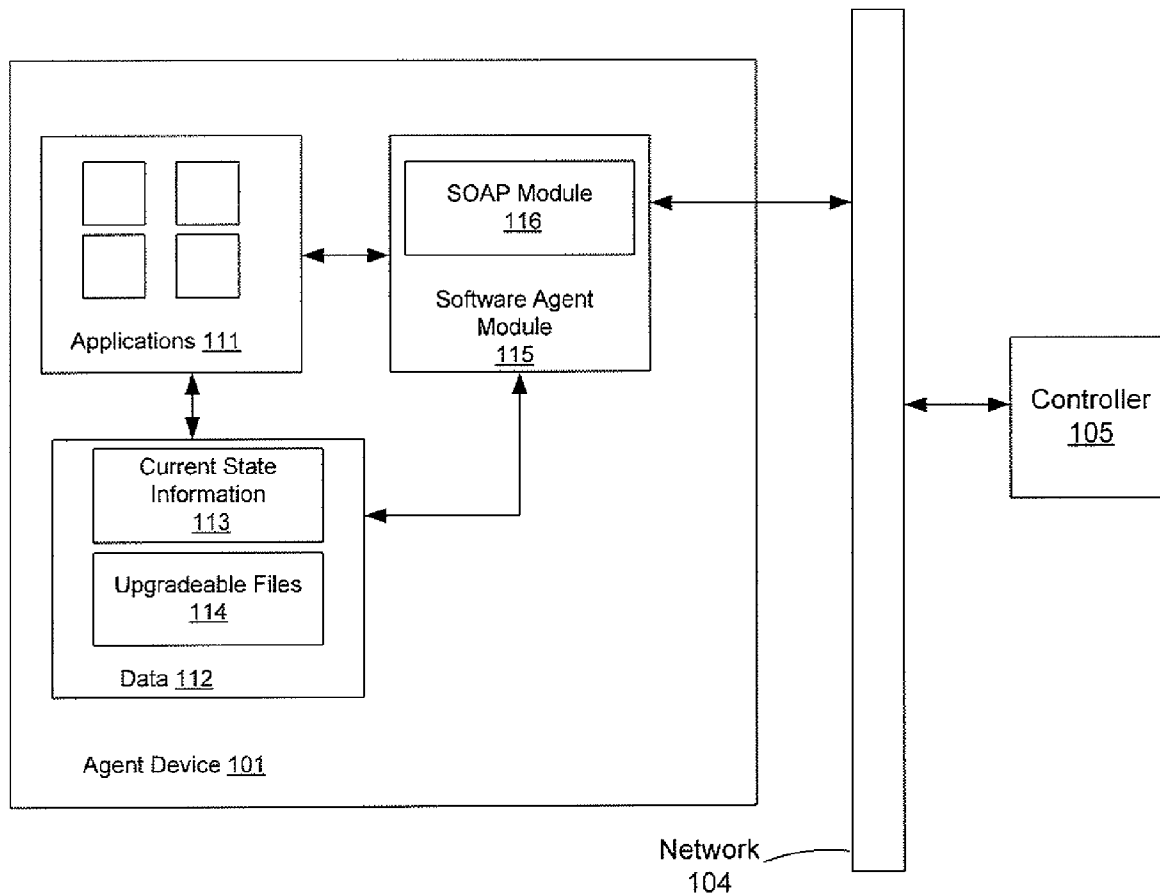 SOAP Module
116
Software Agent
Module
115
Applications 111
Current State
Information
113
Upgradeable Files
114
Data 112
Agent Device 101
Controller
105
Network
104